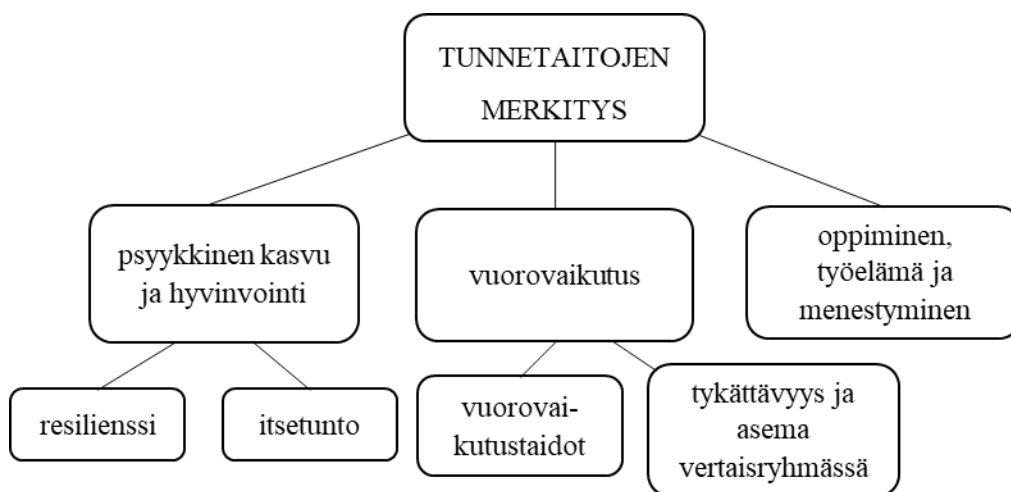 TUNNETAITOJEN
MERKITYS
psyykkinen kasvu
ja hyvinvointi
vuorovaikutus
oppiminen,
työelämä ja
menestyminen
resilienssi
itsetunto
vuorovai-
kutustaidot
tykättävyys ja
asema
vertaisryhmässä